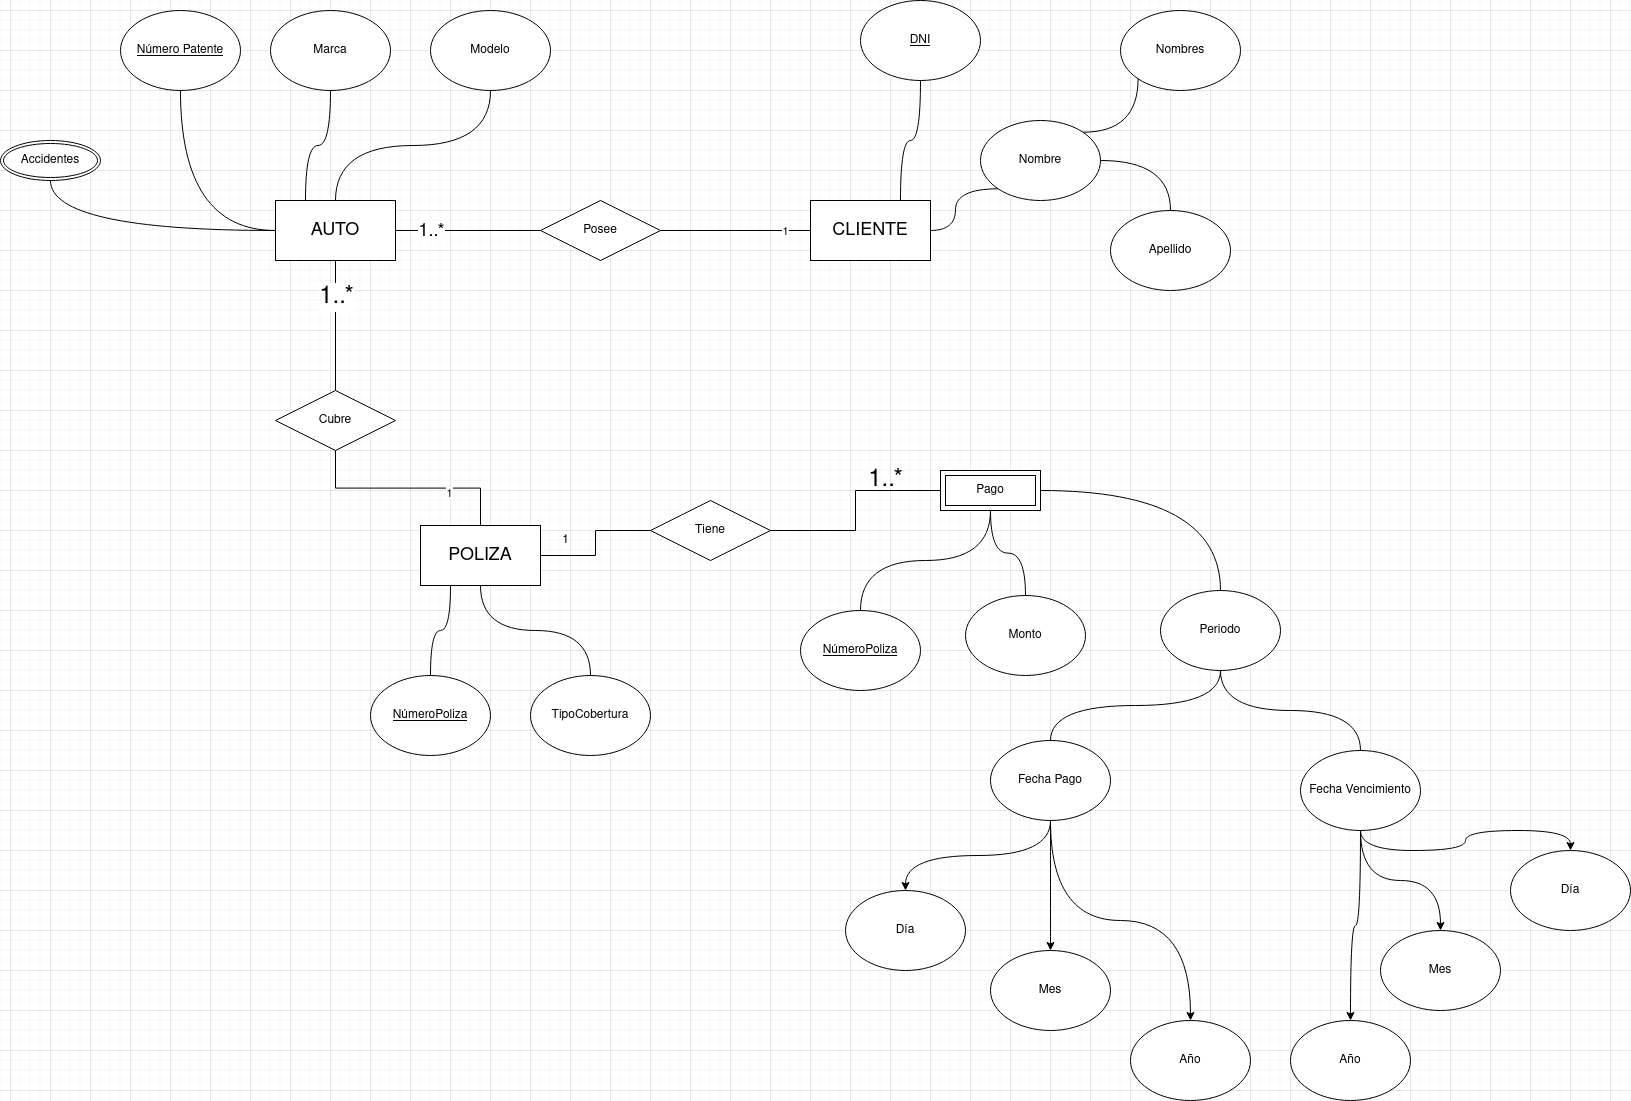 DNI
Número Patente
Marca
Modelo
Nombres
Accidentes
Nombre
AUTO
1..*
Posee
1
CLIENTE
Apellido
1..*
Cubre
1
1..*
Pago
Tiene
1
POLIZA
Periodo
Monto
NúmeroPoliza
NúmeroPoliza
TipoCobertura
Fecha Pago
Fecha Vencimiento
Día
Día
Mes
Mes
Año
Año